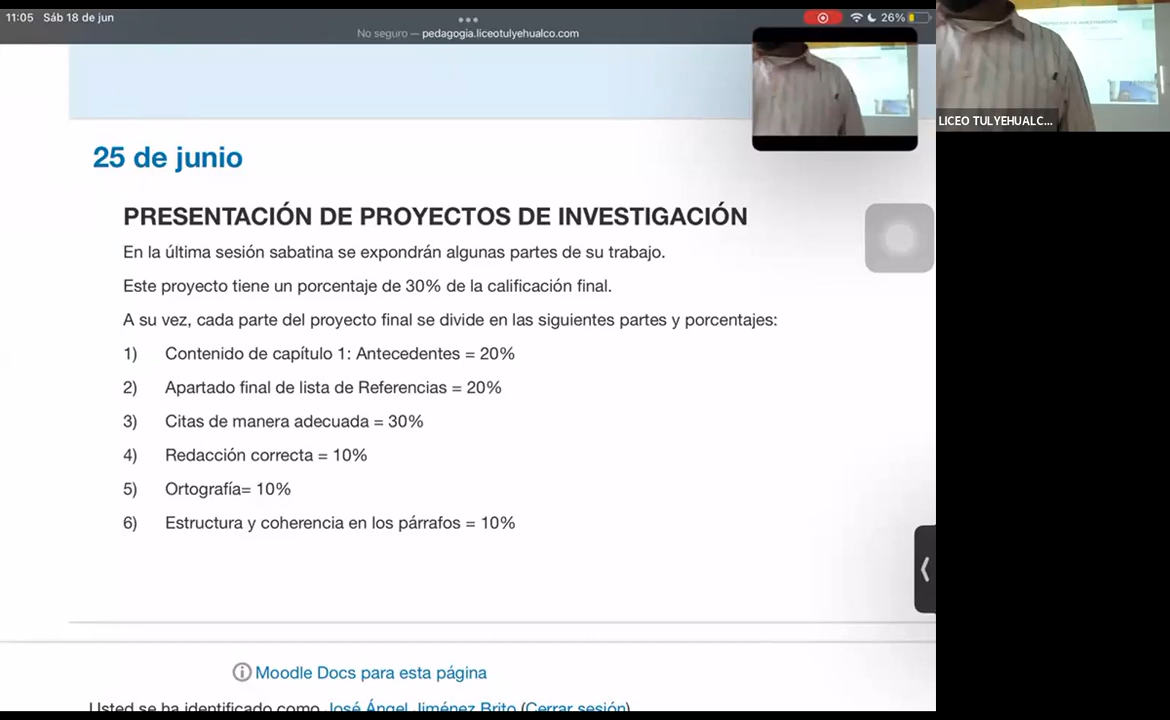 11:05 Sáb 18 de jun
26%
No seguro — pedagogia.liceotulyehualco.com
LICEO TULYEHUALC...
25 de junio
PRESENTACIÓN DE PROYECTOS DE INVESTIGACIÓN
En la última sesión sabatina se expondrán algunas partes de su trabajo.
Este proyecto tiene un porcentaje de 30% de la calificación final.
A su vez, cada parte del proyecto final se divide en las siguientes partes y porcentajes:
1) Contenido de capítulo 1: Antecedentes = 20%
2) Apartado final de lista de Referencias = 20%
3) Citas de manera adecuada = 30%
4) Redacción correcta = 10%
5) Ortografía= 10%
6) Estructura y coherencia en los párrafos = 10%
Moodle Docs para esta página
Usted se ha identificado como José Ángel Jiménez Brito (Cerrar sesión)